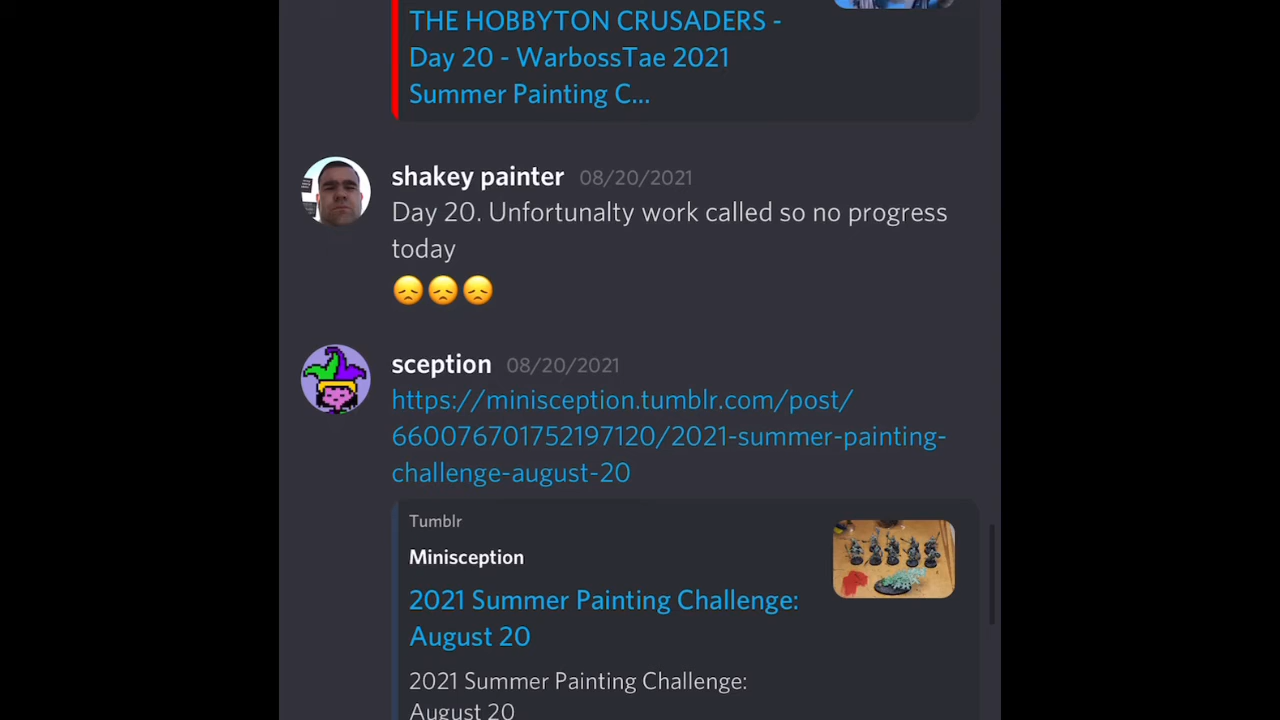 THE HOBBYTON CRUSADERS -
Day 20 - WarbossTae 2021
Summer Painting C...
shakey painter 08/20/2021
Day 20. Unfortunalty work called so no progress
today
😞😞😞
sception 08/20/2021
https://minisception.tumblr.com/post/
660076701752197120/2021-summer-painting-
challenge-august-20
Tumblr
Minisception
2021 Summer Painting Challenge:
August 20
2021 Summer Painting Challenge:
August 20